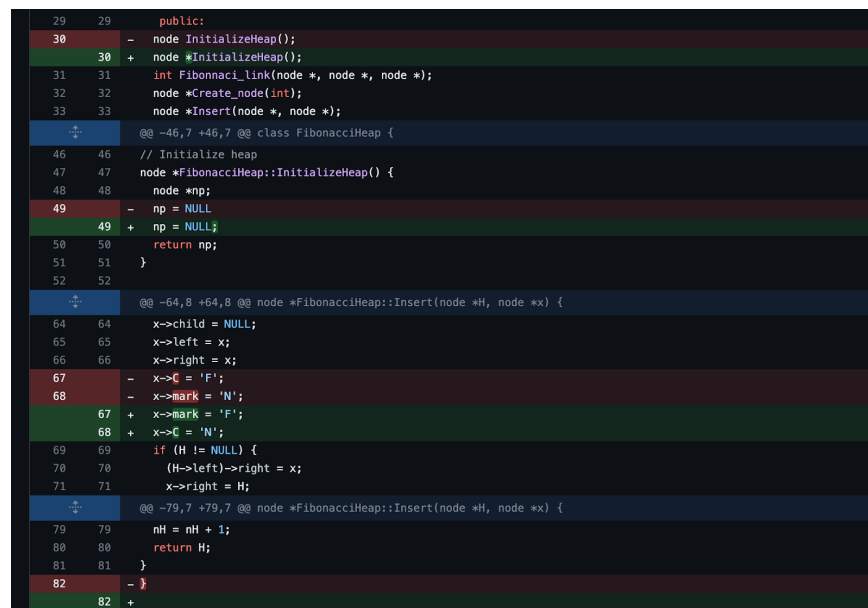 29 29 public:
30 - node InitializeHeap();
30 + node *InitializeHeap();
31 31 int Fibonnaci_link(node *, node *, node *);
32 32 node *Create_node(int);
33 33 node *Insert(node *, node *);
@@ -46,7 +46,7 @@ class FibonacciHeap {
46 46 // Initialize heap
47 47 node *FibonacciHeap::InitializeHeap() {
48 48 node *np;
49 - np = NULL
49 + np = NULL;
50 50 return np;
51 51 }
52 52
@@ -64,8 +64,8 @@ node *FibonacciHeap::Insert(node *H, node *x) {
64 64 x->child = NULL;
65 65 x->left = x;
66 66 x->right = x;
67 - x->C = 'F';
68 - x->mark = 'N';
67 + x->mark = 'F';
68 + x->C = 'N';
69 69 if (H != NULL) {
70 70 (H->left)->right = x;
71 71 x->right = H;
@@ -79,7 +79,7 @@ node *FibonacciHeap::Insert(node *H, node *x) {
79 79 nH = nH + 1;
80 80 return H;
81 81 }
82 - }
82 +